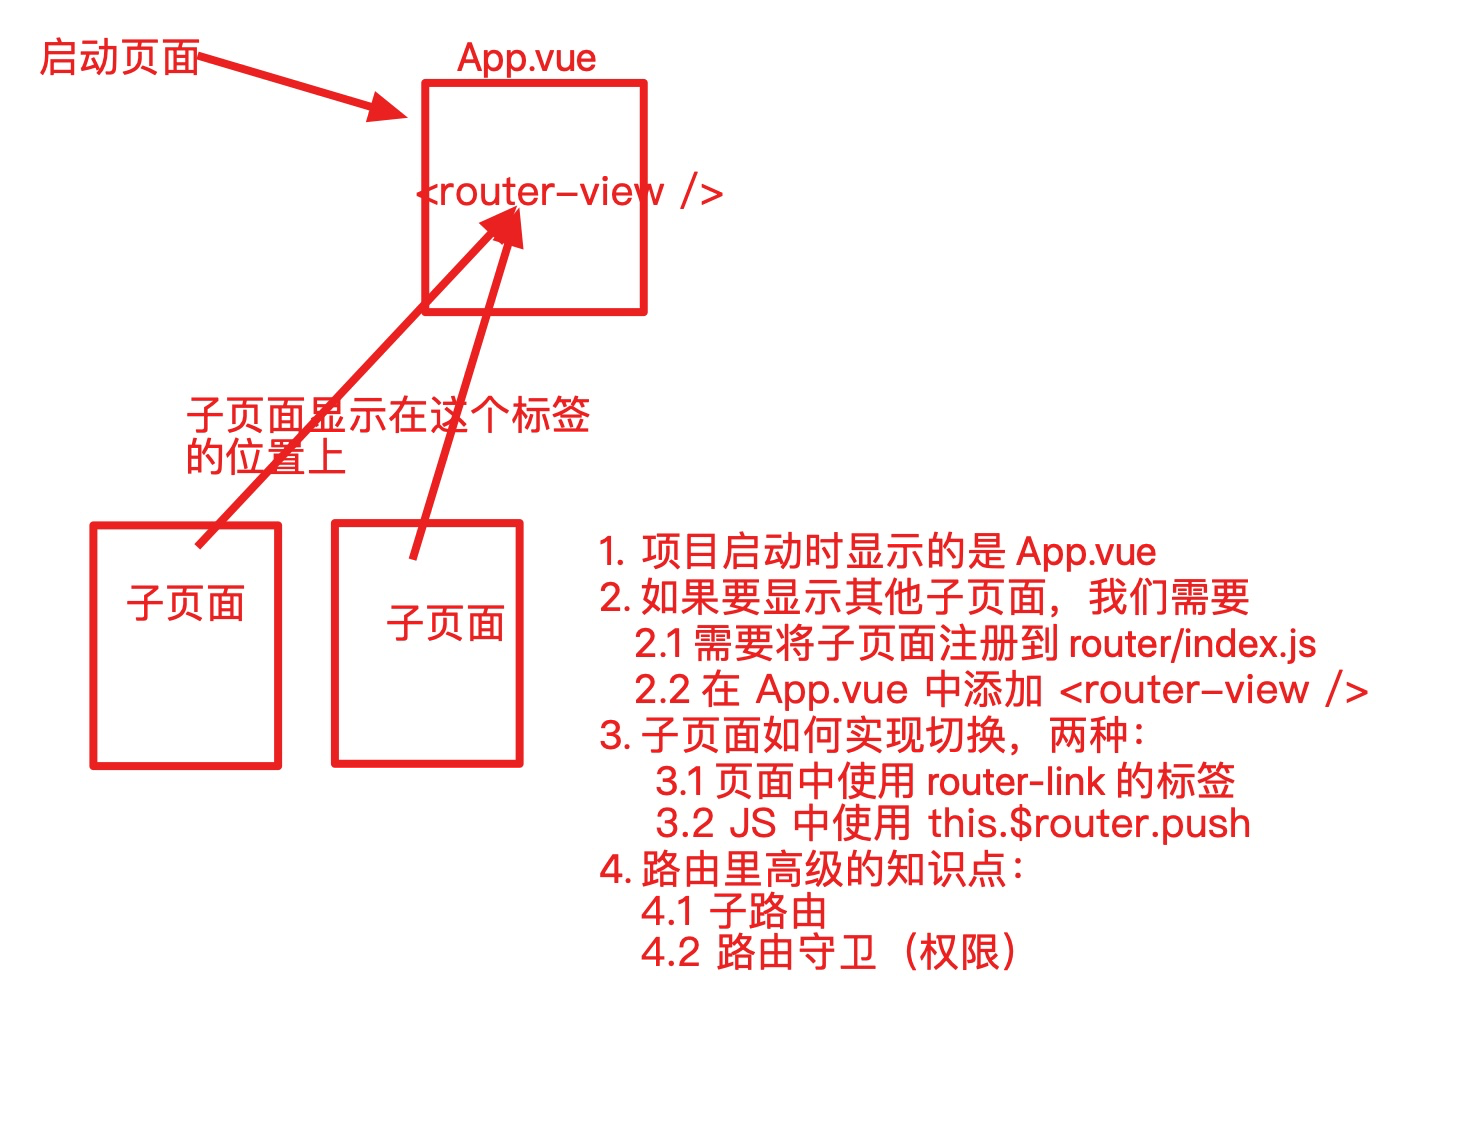 启动页面
App.vue
<router-view />
子页面显示在这个标签
的位置上
子页面
子页面
1. 项目启动时显示的是 App.vue
2. 如果要显示其他子页面，我们需要
2.1 需要将子页面注册到 router/index.js
2.2 在 App.vue 中添加 <router-view />
3. 子页面如何实现切换，两种：
3.1 页面中使用 router-link 的标签
3.2 JS 中使用 this.$router.push
4. 路由里高级的知识点：
4.1 子路由
4.2 路由守卫（权限）